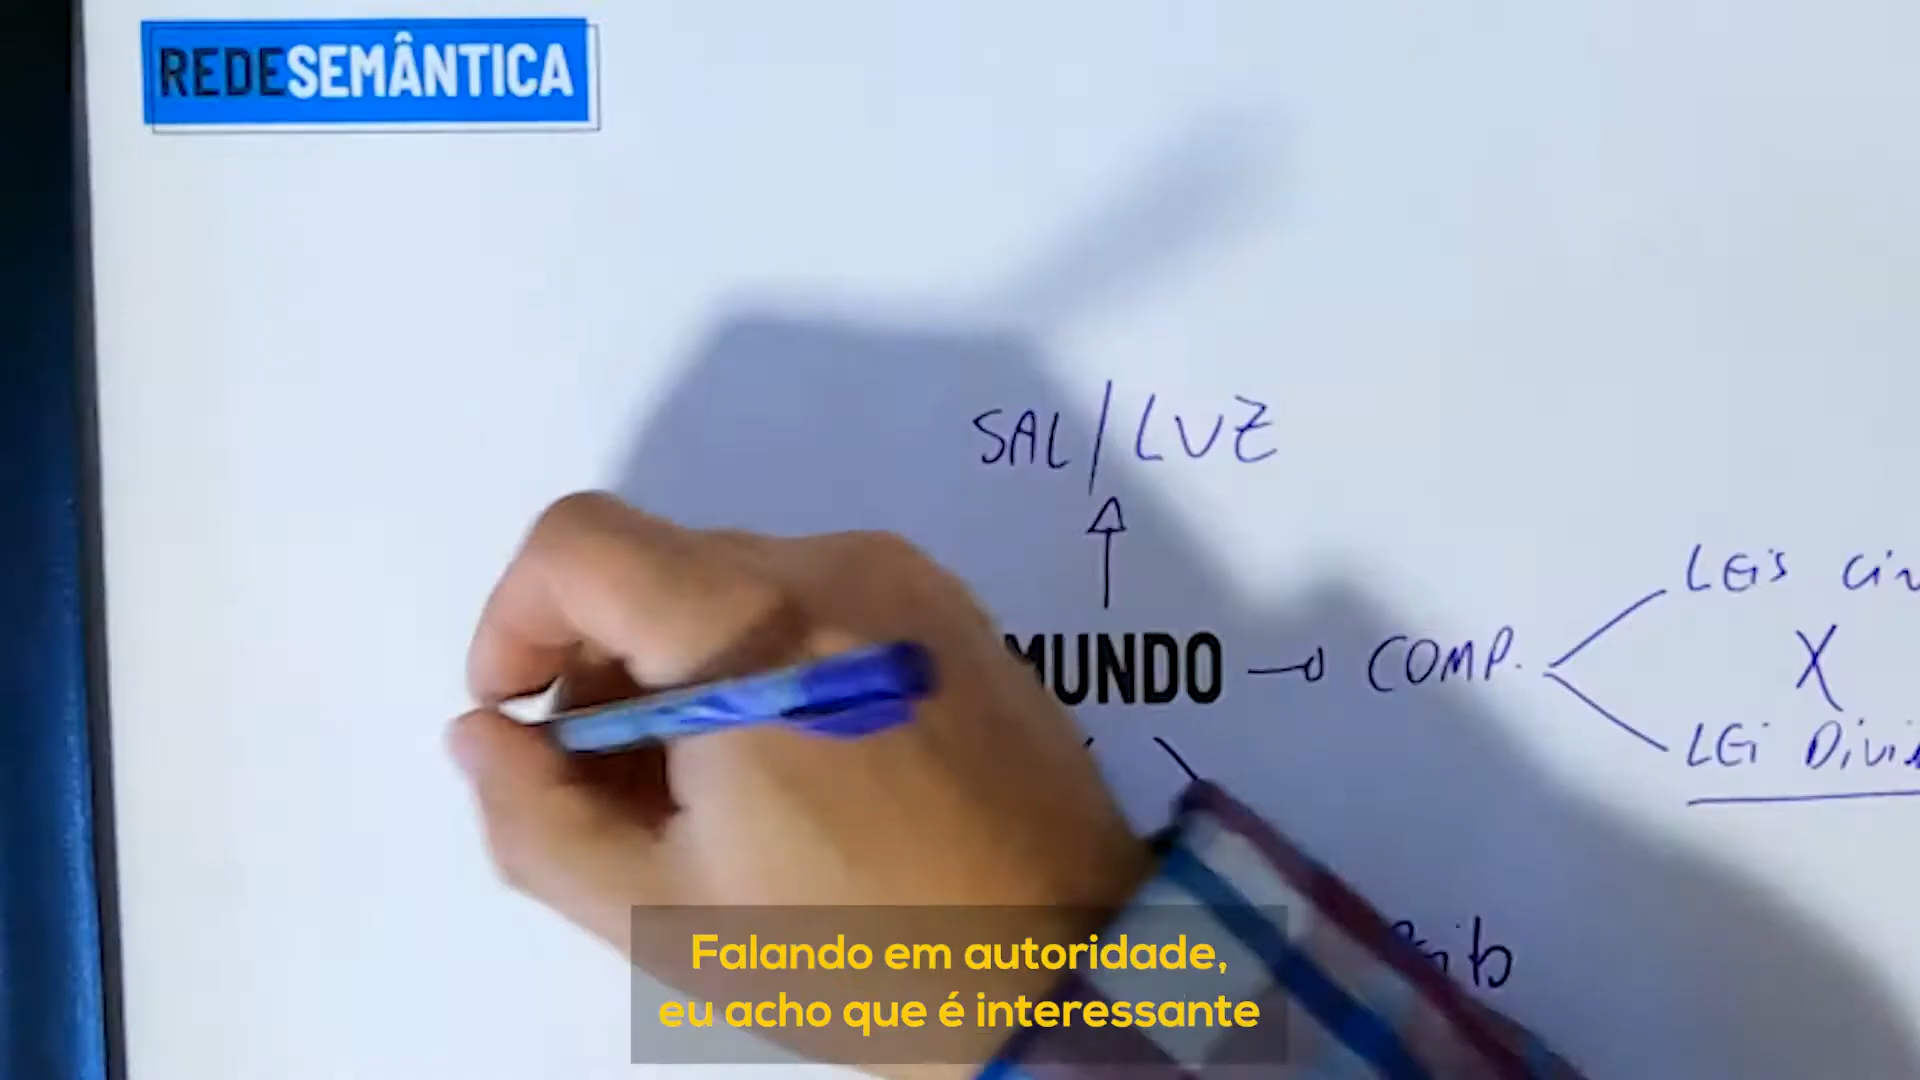 REDESEMÂNTICA
SAL/LUZ
MUNDO COMP.
LEIS
X
LEI
Falando em autoridade,
eu acho que é interessante